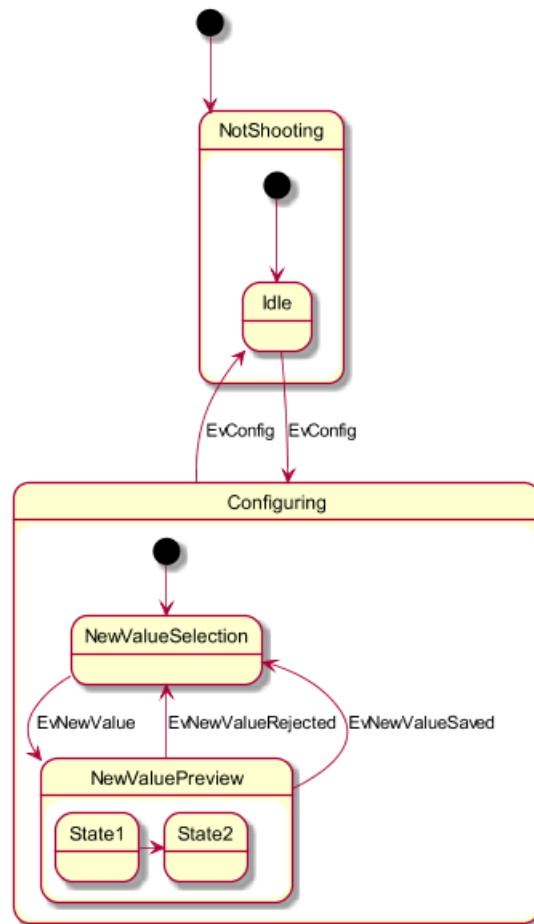 NotShooting
Idle
EvConfig
EvConfig
Configuring
NewValueSelection
EvNewValue
EvNewValueRejected
EvNewValueSaved
NewValuePreview
State1
State2